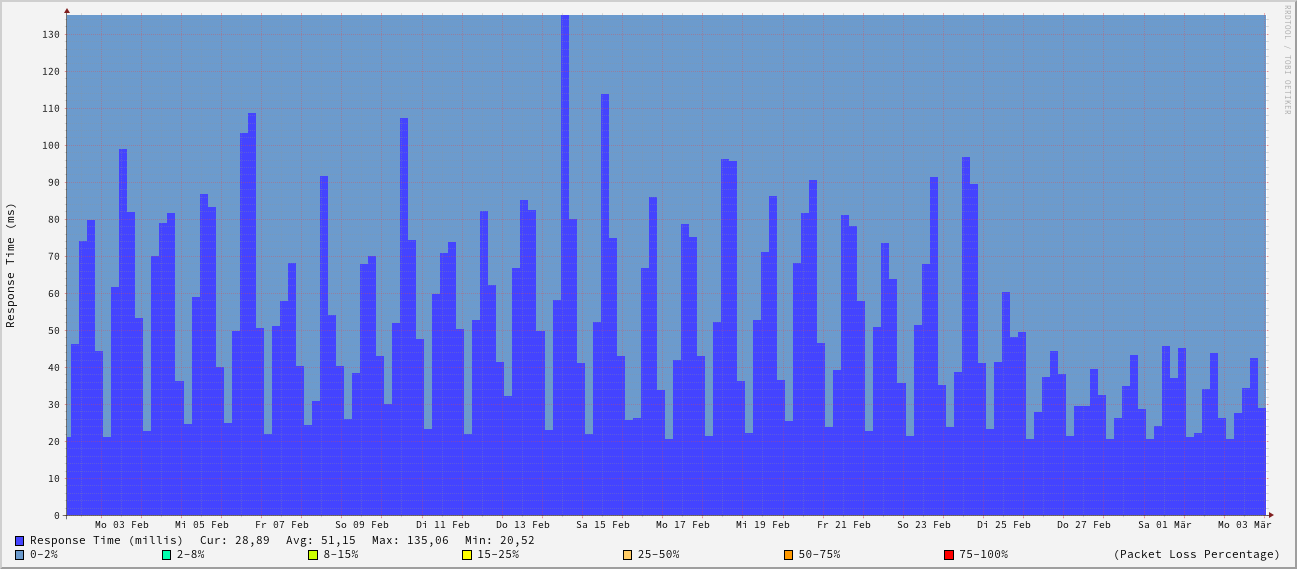 RRDTOOL / TOBI OETIKER
Response Time (ms)
130
120
110
100
90
80
70
60
50
40
30
20
10
0
Mo 03 Feb Mi 05 Feb Fr 07 Feb So 09 Feb Di 11 Feb Do 13 Feb Sa 15 Feb Mo 17 Feb Mi 19 Feb Fr 21 Feb So 23 Feb Di 25 Feb Do 27 Feb Sa 01 Mär Mo 03 Mär
Response Time (millis) Cur: 28,89 Avg: 51,15 Max: 135,06 Min: 20,52
0-2% 2-8% 8-15% 15-25% 25-50% 50-75% 75-100% (Packet Loss Percentage)